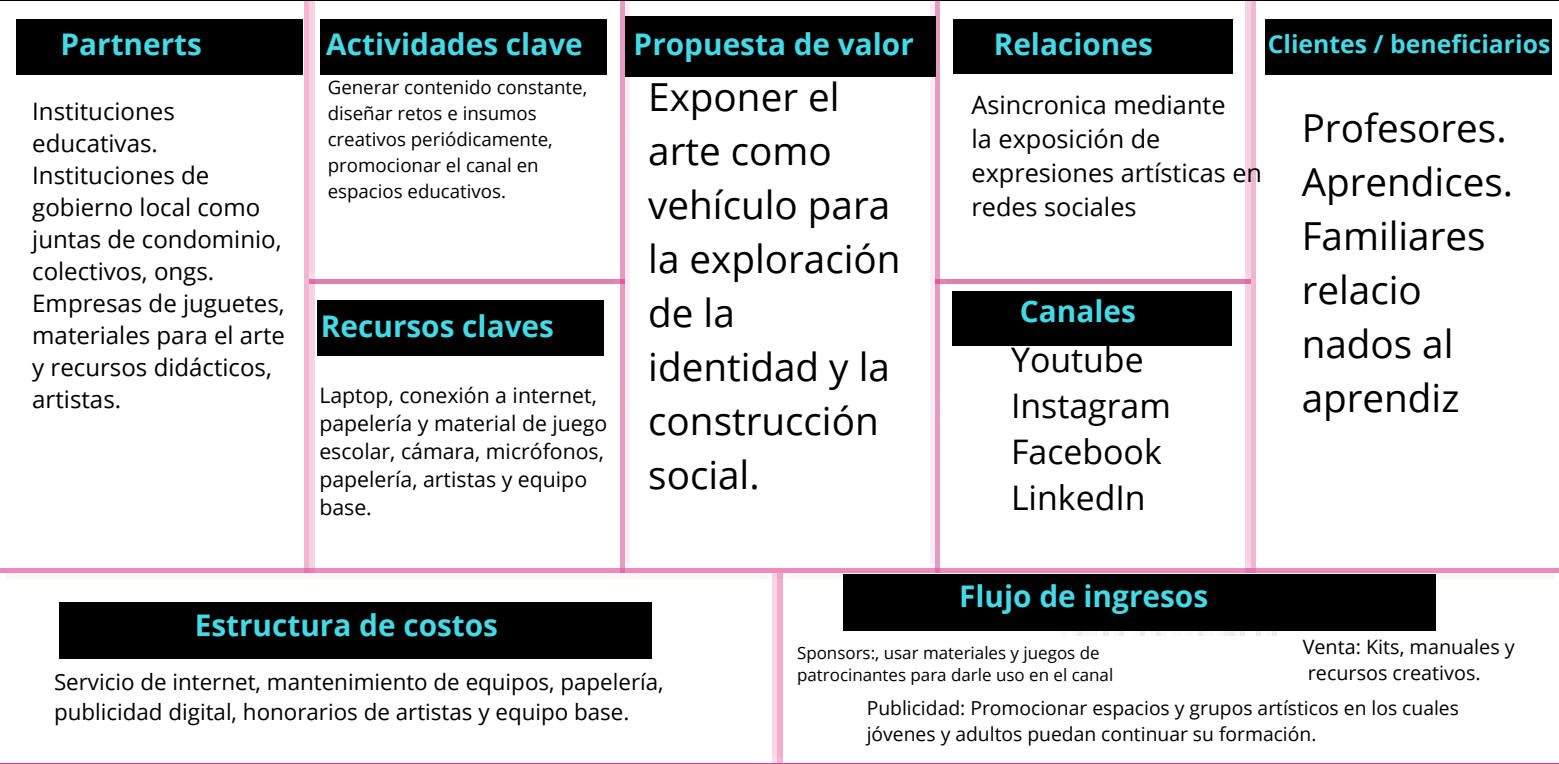 Partnerts
Instituciones
educativas.
Instituciones de
gobierno local como
juntas de condominio,
colectivos, ongs.
Empresas de juguetes,
materiales para el arte
y recursos didácticos,
artistas.
Actividades clave
Generar contenido constante,
diseñar retos e insumos
creativos periódicamente,
promocionar el canal en
espacios educativos.
Recursos claves
Laptop, conexión a internet,
papelería y material de juego
escolar, cámara, micrófonos,
papelería, artistas y equipo
base.
Propuesta de valor
Exponer el
arte como
vehículo para
la exploración
de la
identidad y la
construcción
social.
Relaciones
Asincronica mediante
la exposición de
expresiones artísticas en
redes sociales
Canales
Youtube
Instagram
Facebook
LinkedIn
Clientes / beneficiarios
Profesores.
Aprendices.
Familiares
relacio
nados al
aprendiz
Estructura de costos
Servicio de internet, mantenimiento de equipos, papelería,
publicidad digital, honorarios de artistas y equipo base.
Flujo de ingresos
Sponsors:, usar materiales y juegos de
patrocinantes para darle uso en el canal
Venta: Kits, manuales y
recursos creativos.
Publicidad: Promocionar espacios y grupos artísticos en los cuales
jóvenes y adultos puedan continuar su formación.